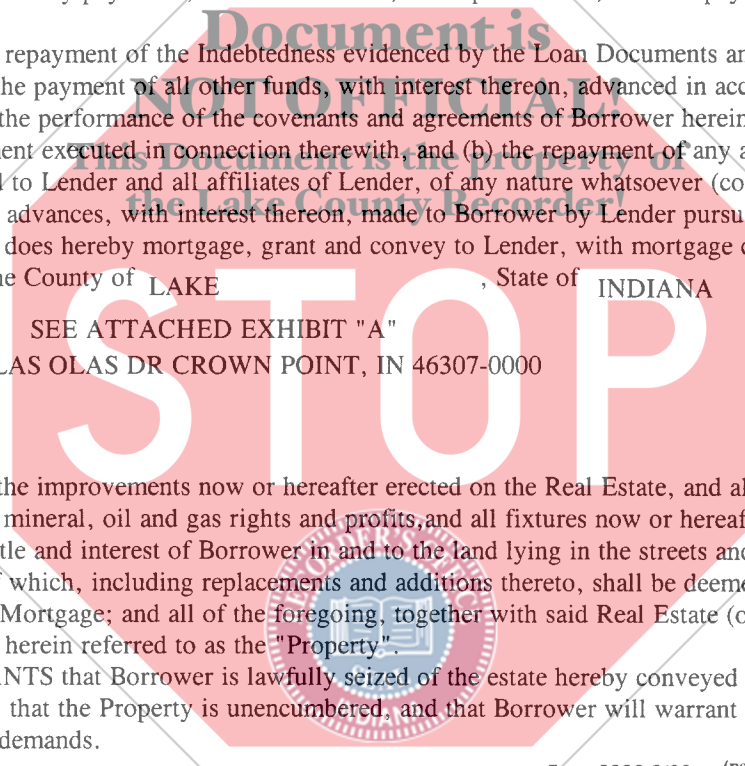 Document is
repayment of the Indebtedness evidenced by the Loan Documents
NOT OFFICIAL!
he payment of all other funds, with interest thereon, advanced in
the performance of the covenants and agreements of Borrower herein
This Document is the property of
ent executed in connection therewith, and (b) the repayment of any
to Lender and all affiliates of Lender, of any nature whatsoever
the Lake County Recorder!
advances, with interest thereon, made to Borrower by Lender
does hereby mortgage, grant and convey to Lender, with mortgage
he County of LAKE , State of INDIANA
SEE ATTACHED EXHIBIT "A"
LAS OLAS DR CROWN POINT, IN 46307-0000
STOP
the improvements now or hereafter erected on the Real Estate, and
mineral, oil and gas rights and profits,and all fixtures now or
tle and interest of Borrower in and to the land lying in the streets
which, including replacements and additions thereto, shall be
Mortgage; and all of the foregoing, together with said Real Estate
herein referred to as the "Property".
NTS that Borrower is lawfully seized of the estate hereby conveyed
that the Property is unencumbered, and that Borrower will warrant
demands.